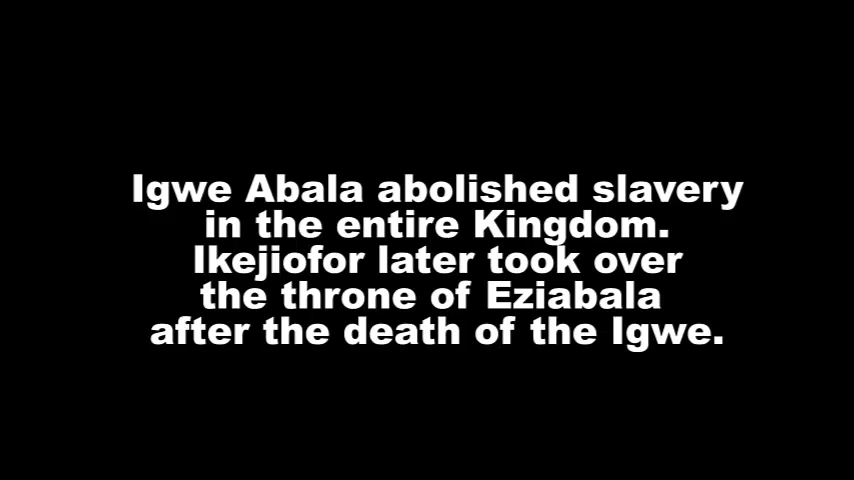 Igwe Abala abolished slavery
in the entire Kingdom.
Ikejiofor later took over
the throne of Eziabala
after the death of the Igwe.